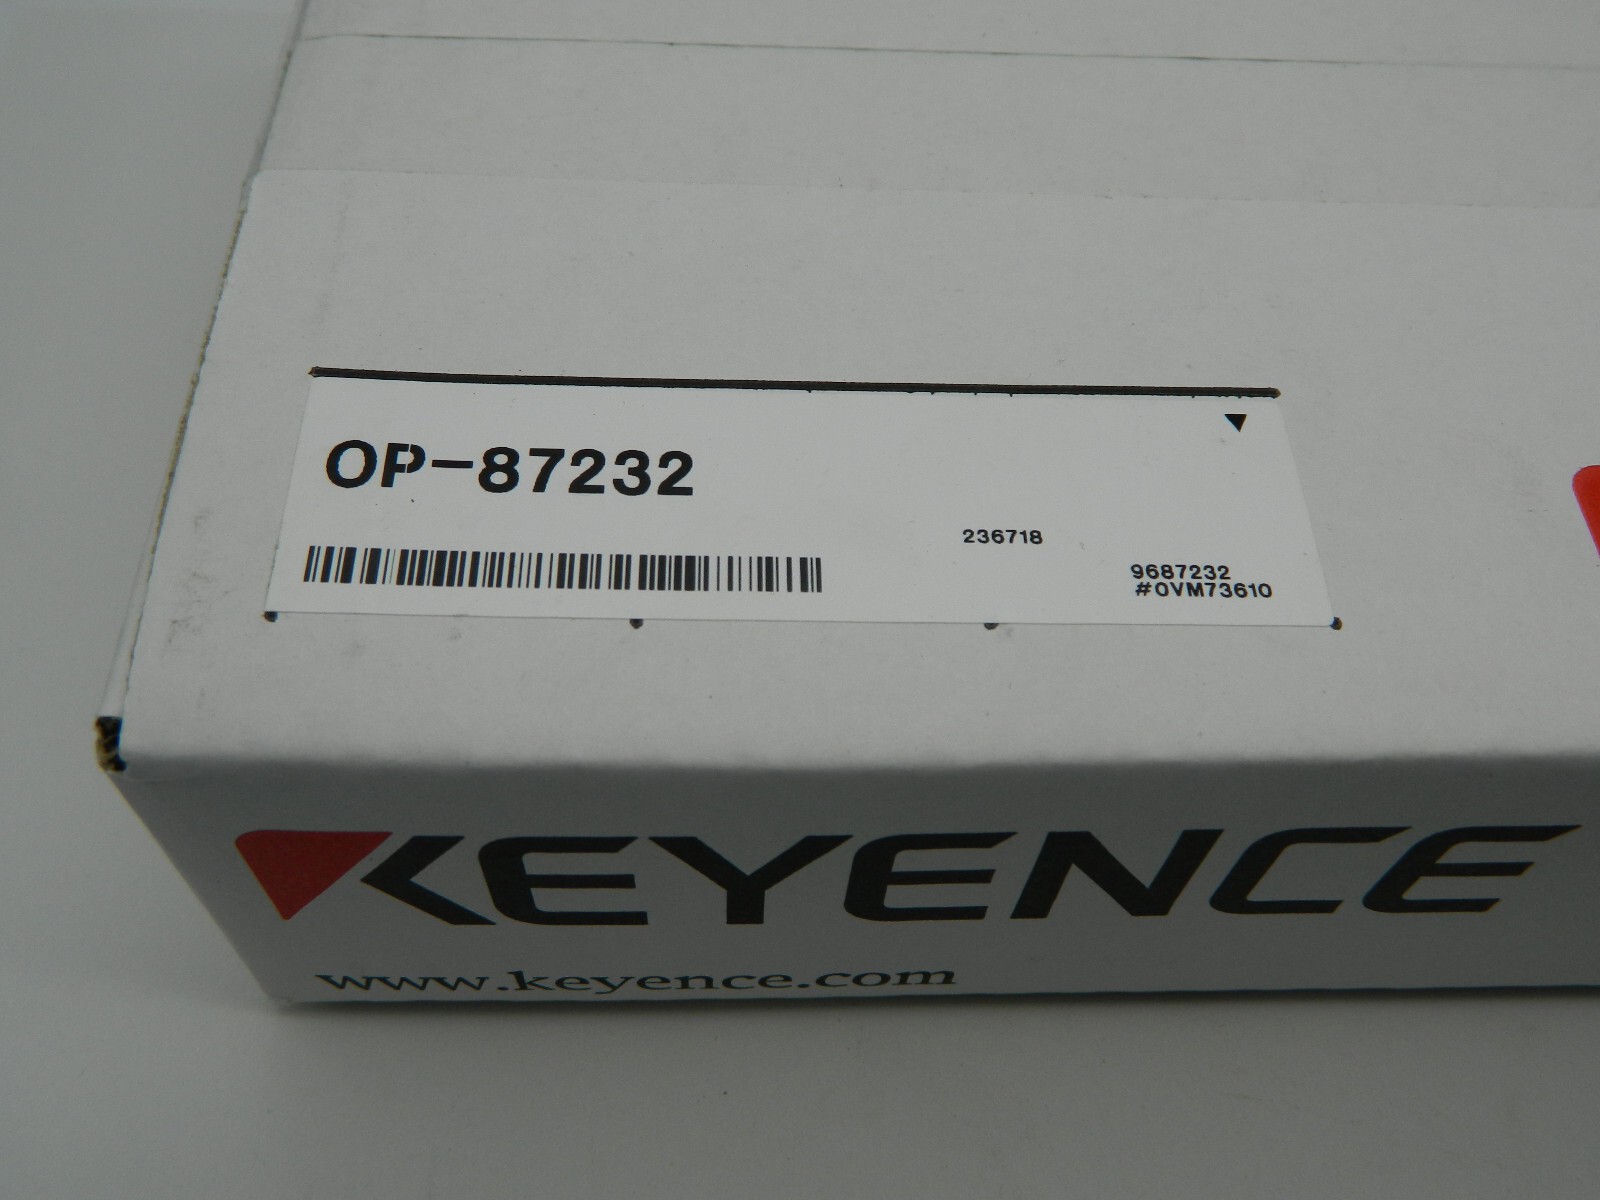 OP-87232
236718
9687232
#0VM73610
KEYENCE
www.keyence.com